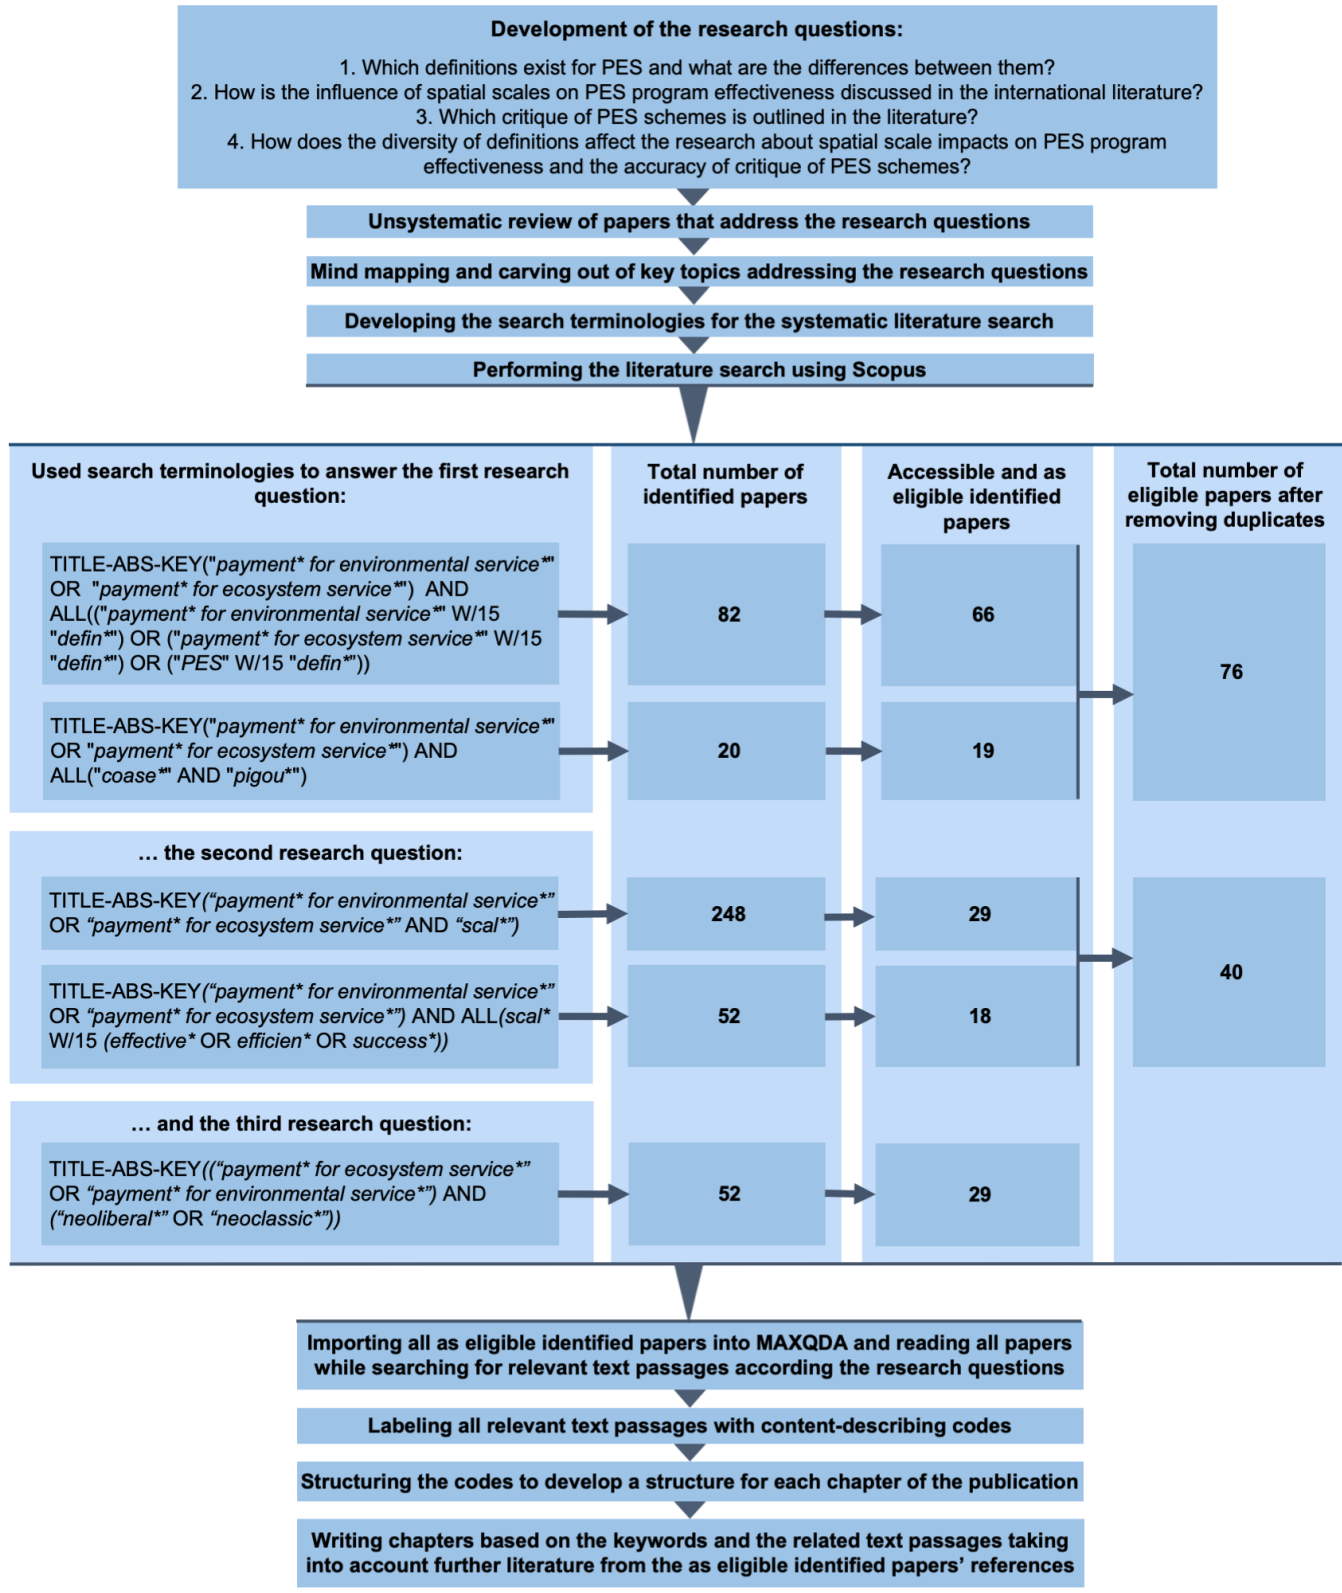 Development of the research questions:
1. Which definitions exist for PES and what are the differences between them?
2. How is the influence of spatial scales on PES program effectiveness discussed in the international literature?
3. Which critique of PES schemes is outlined in the literature?
4. How does the diversity of definitions affect the research about spatial scale impacts on PES program
effectiveness and the accuracy of critique of PES schemes?
Unsystematic review of papers that address the research questions
Mind mapping and carving out of key topics addressing the research questions
Developing the search terminologies for the systematic literature search
Performing the literature search using Scopus
Used search terminologies to answer the first research
question:
Total number of
identified papers
Accessible and as
eligible identified
papers
Total number of
eligible papers after
removing duplicates
TITLE-ABS-KEY("payment* for environmental service*"
OR "payment* for ecosystem service*") AND
ALL(("payment* for environmental service*" W/15
"defin*") OR ("payment* for ecosystem service*" W/15
"defin*") OR ("PES" W/15 "defin*"))
82
66
76
TITLE-ABS-KEY("payment* for environmental service*"
OR "payment* for ecosystem service*") AND
ALL("coase*" AND "pigou*")
20
19
… the second research question:
TITLE-ABS-KEY(“payment* for environmental service*”
OR “payment* for ecosystem service*” AND “scal*”)
248
29
40
TITLE-ABS-KEY(“payment* for environmental service*”
OR “payment* for ecosystem service*”) AND ALL(scal*
W/15 (effective* OR efficien* OR success*))
52
18
… and the third research question:
TITLE-ABS-KEY((“payment* for ecosystem service*”
OR “payment* for environmental service*”) AND
(“neoliberal*” OR “neoclassic*”))
52
29
Importing all as eligible identified papers into MAXQDA and reading all papers
while searching for relevant text passages according the research questions
Labeling all relevant text passages with content-describing codes
Structuring the codes to develop a structure for each chapter of the publication
Writing chapters based on the keywords and the related text passages taking
into account further literature from the as eligible identified papers’ references